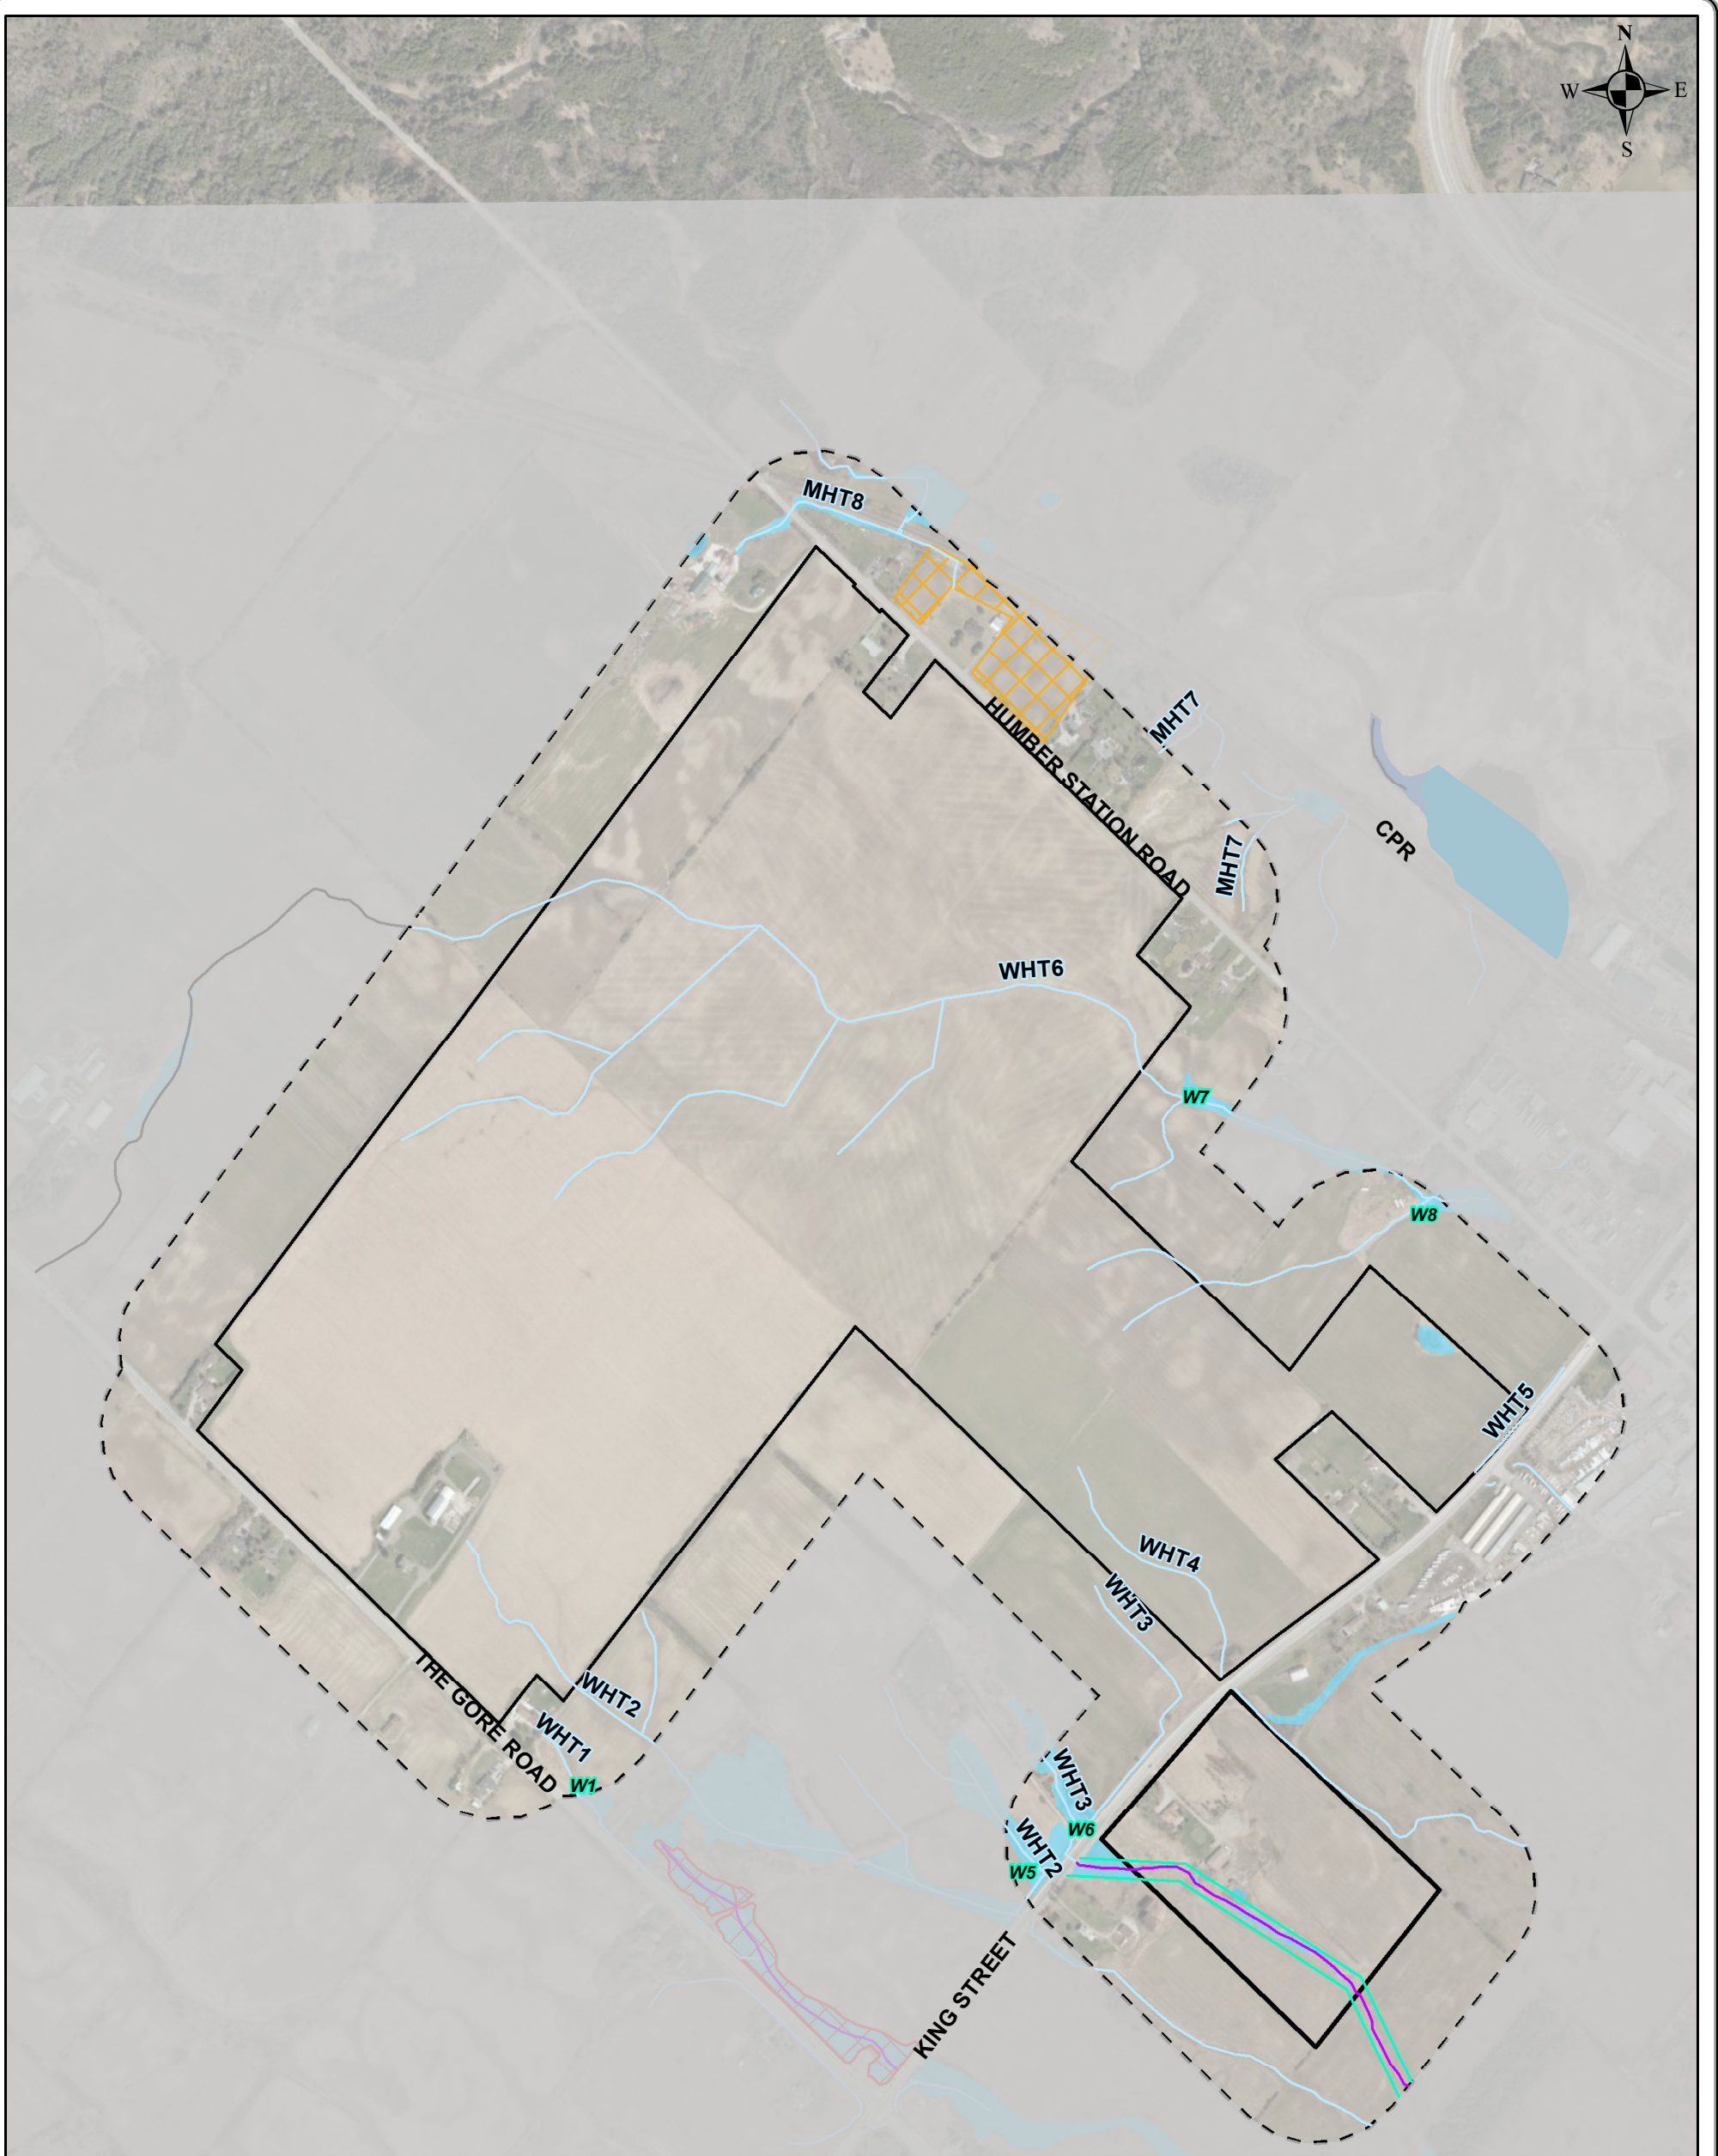 N
W E
S
MHT8
MHT7
HUMBER STATION ROAD
CPR
MHT7
WHT6
W7
W8
WHT5
WHT4
WHT3
THE GORE ROAD
WHT2
WHT1
W1
WHT3
W6
WHT2
W5
KING STREET